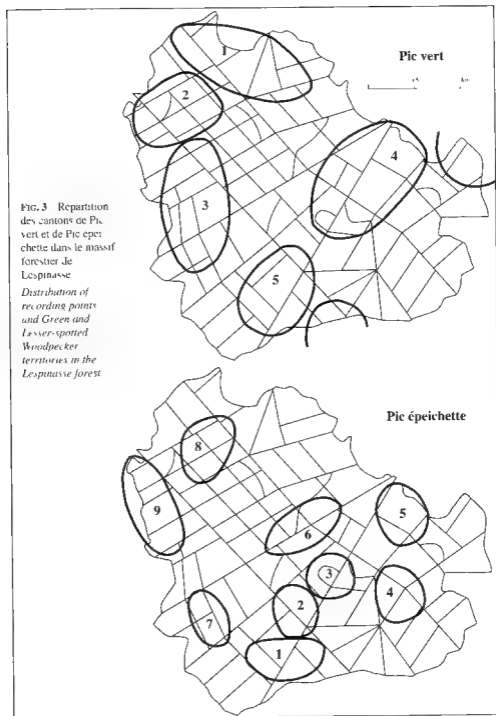 Pic vert
1
2
3
4
5
FIG. 3 Répartition
des cantons de Pic
vert et de Pic épei
chette dans le massif
forestier de
Lespinasse
Distribution of
recording points
and Green and
Lesser-spotted
Woodpecker
territories in the
Lespinasse forest
Pic épeichette
8
9
5
6
3
4
2
7
1